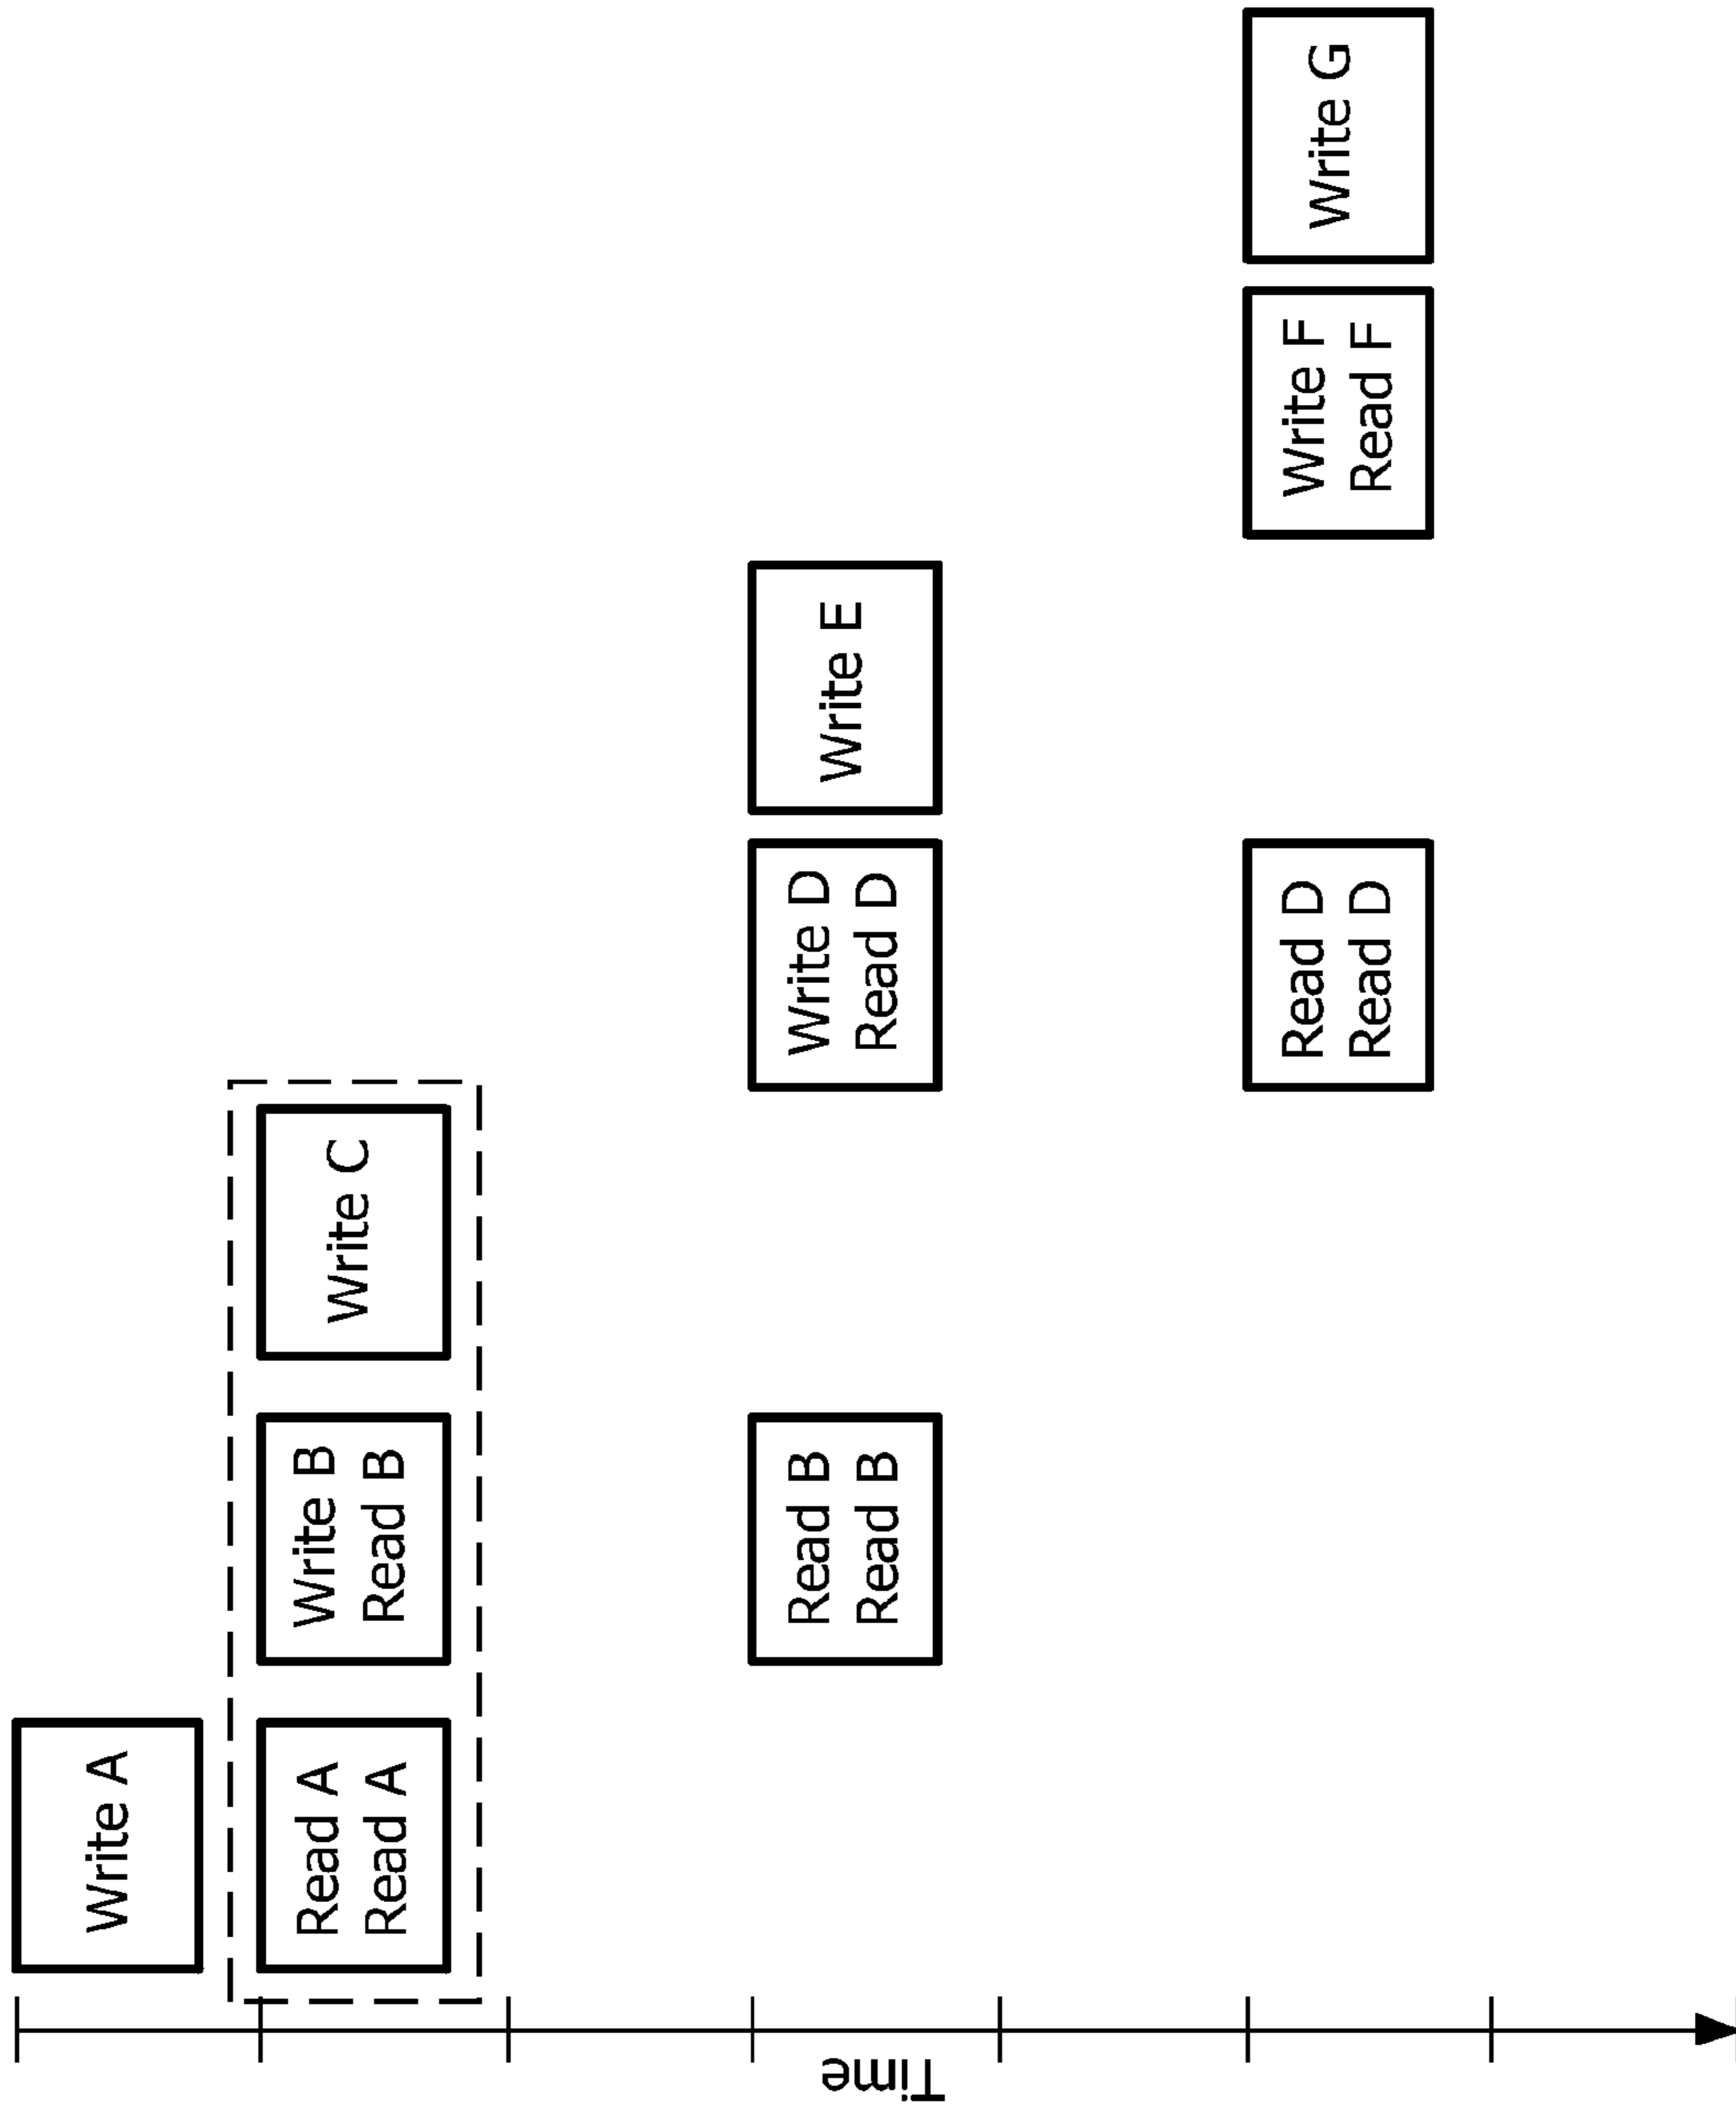 Write A
Read A
Read A
Write B
Read B
Write C
Read B
Read B
Write D
Read D
Write E
Read D
Read D
Write F
Read F
Write G
Time